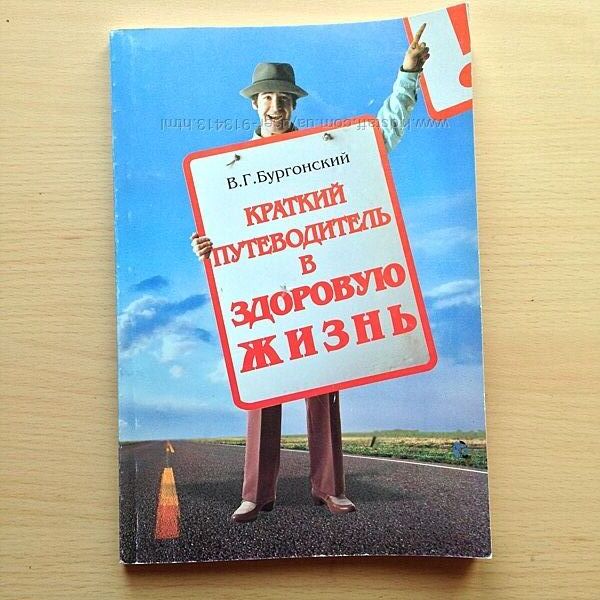 !
В.Г.Бургонский
КРАТКИЙ
ПУТЕВОДИТЕЛЬ
В
ЗДОРОВУЮ
ЖИЗНЬ